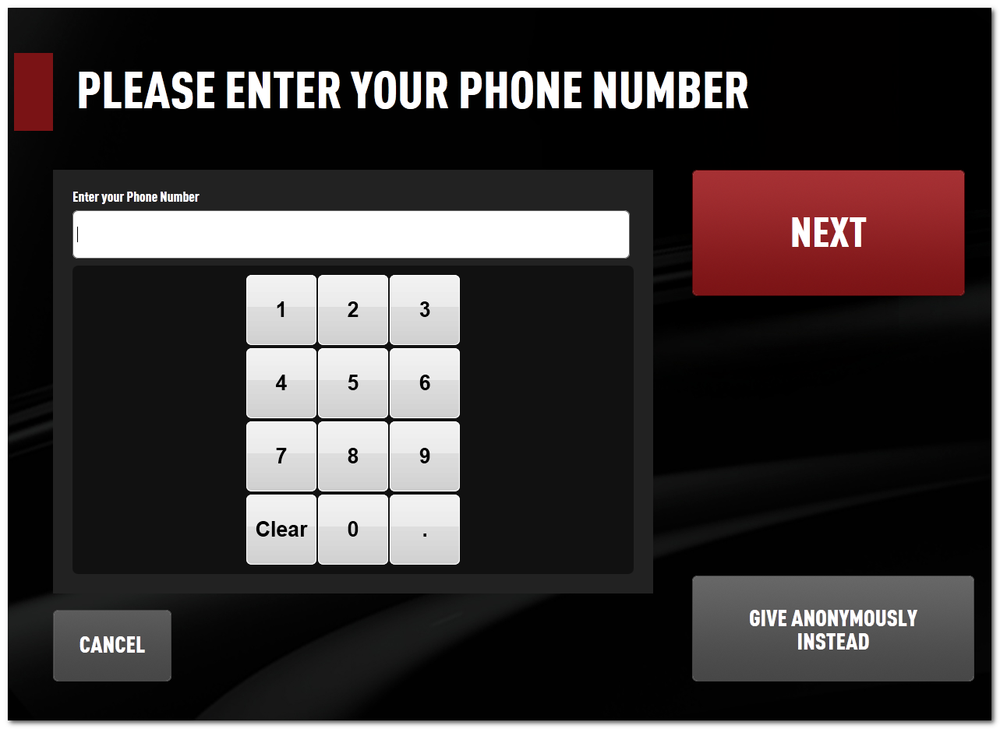 PLEASE ENTER YOUR PHONE NUMBER
Enter your Phone Number
NEXT
1 2 3
4 5 6
7 8 9
Clear 0 .
CANCEL
GIVE ANONYMOUSLY
INSTEAD